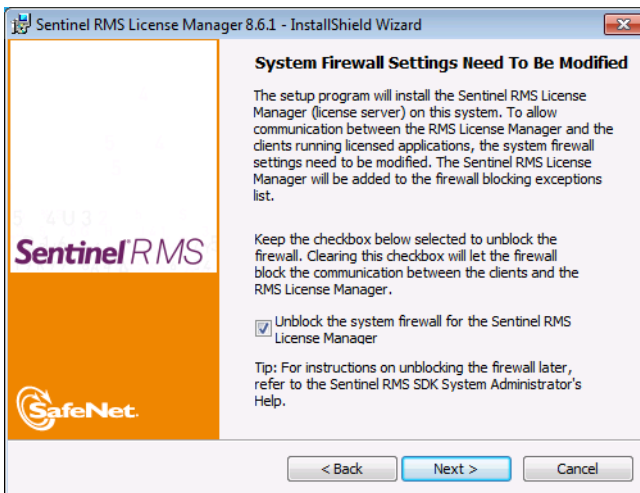 Sentinel RMS License Manager 8.6.1 - InstallShield Wizard
System Firewall Settings Need To Be Modified
The setup program will install the Sentinel RMS License
Manager (license server) on this system. To allow
communication between the RMS License Manager and the
clients running licensed applications, the system firewall
settings need to be modified. The Sentinel RMS License
Manager will be added to the firewall blocking exceptions
list.
Sentinel RMS
Keep the checkbox below selected to unblock the
firewall. Clearing this checkbox will let the firewall
block the communication between the clients and the
RMS License Manager.
Unblock the system firewall for the Sentinel RMS
License Manager
Tip: For instructions on unblocking the firewall later,
refer to the Sentinel RMS SDK System Administrator's
Help.
SafeNet.
< Back
Next >
Cancel